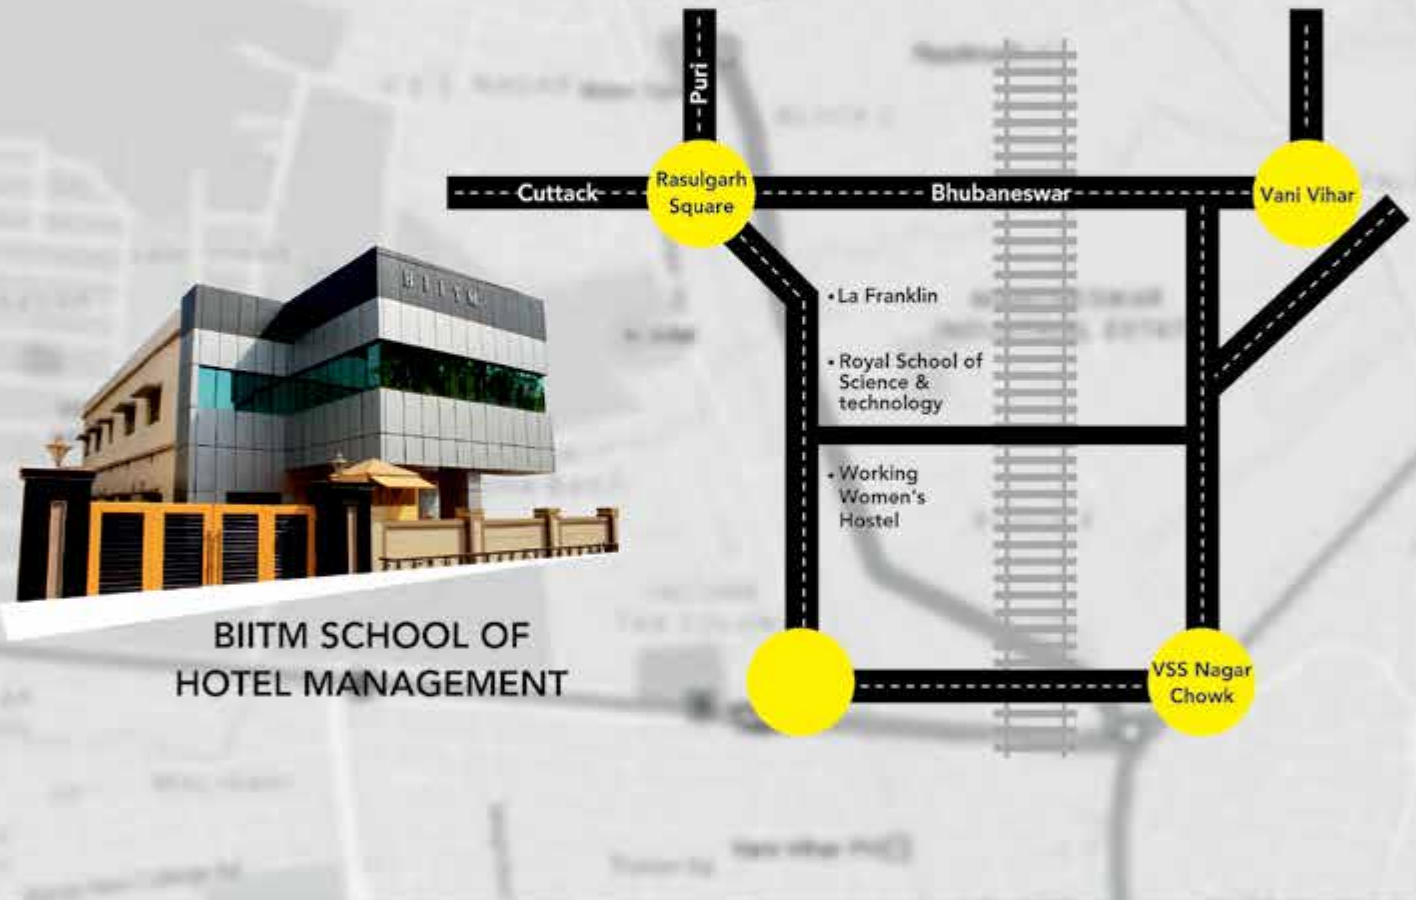 Puri
Cuttack
Rasulgarh
Square
Bhubaneswar
Vani Vihar
• La Franklin
• Royal School of
Science &
technology
• Working
Women's
Hostel
VSS Nagar
Chowk
BIITM
BIITM SCHOOL OF
HOTEL MANAGEMENT